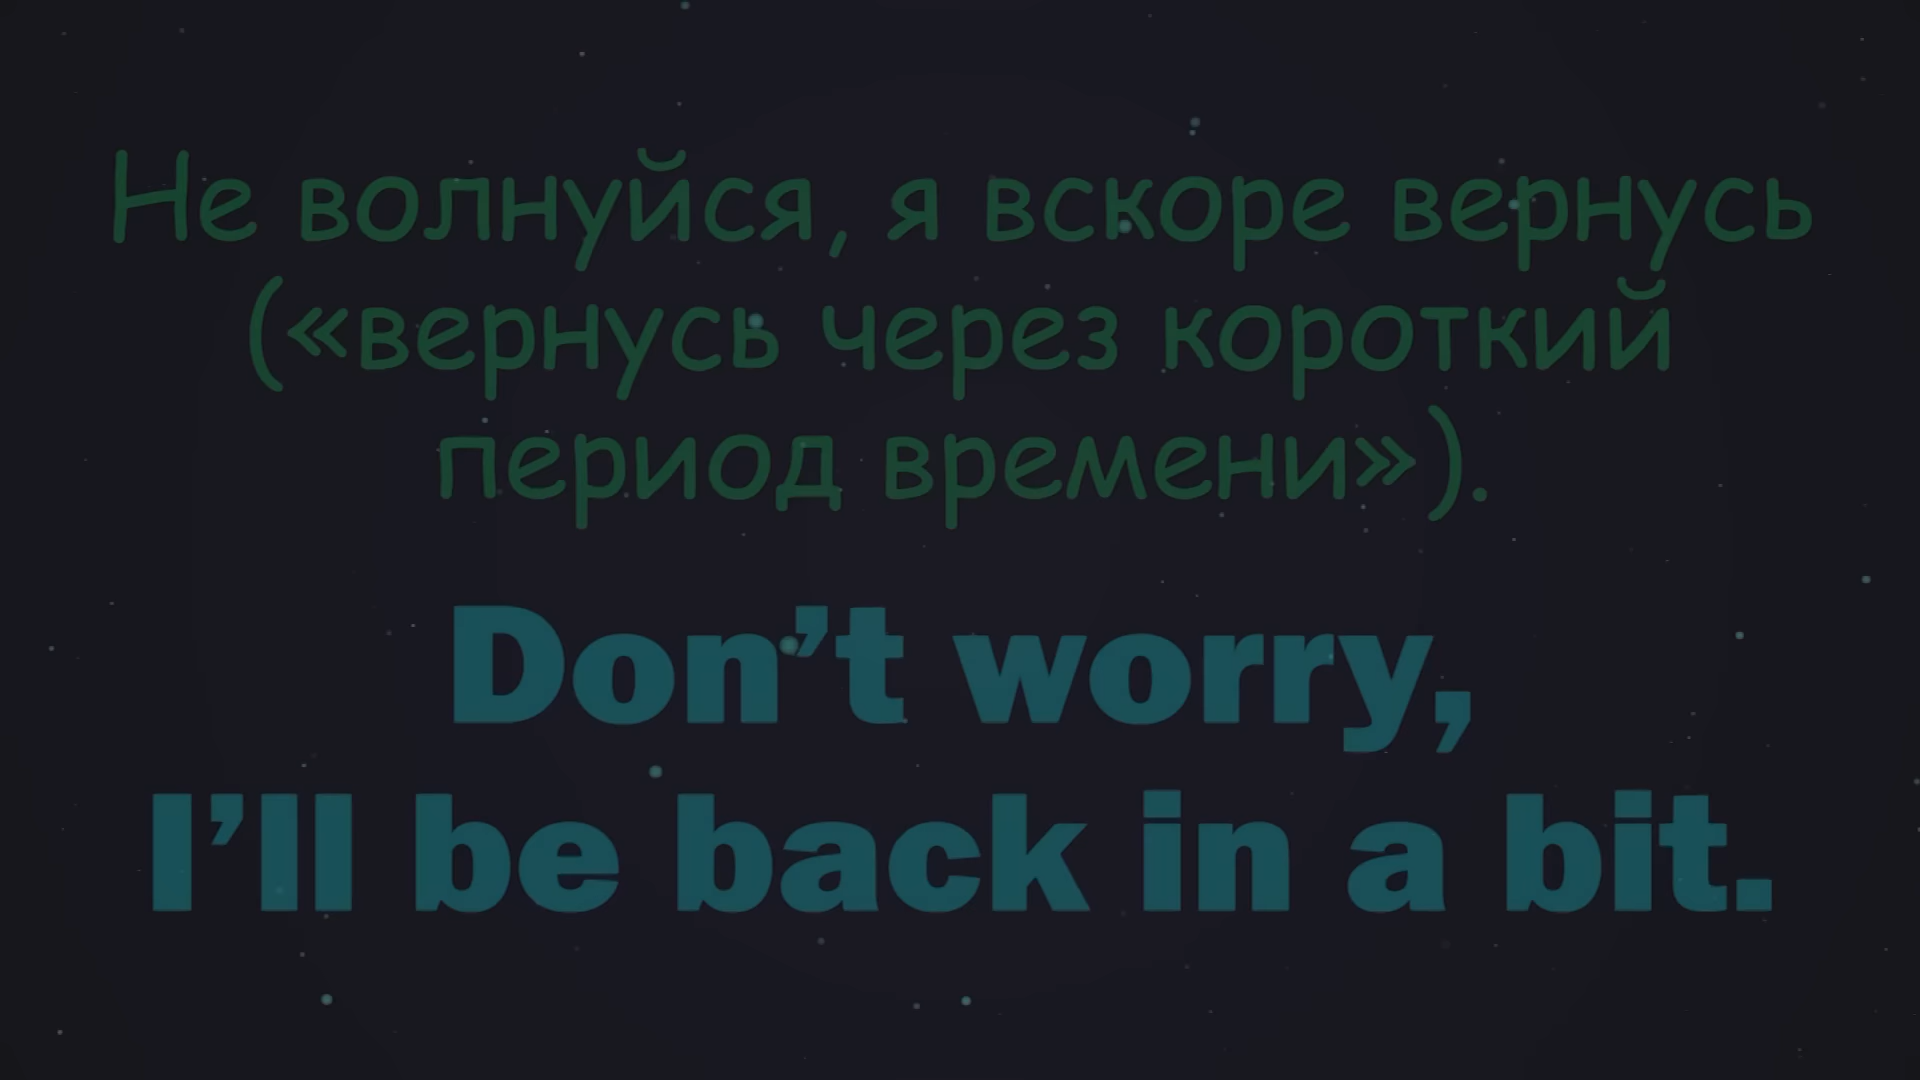 Не волнуйся, я вскоре вернусь
(«вернусь через короткий
период времени»).
Don’t worry,
I’ll be back in a bit.